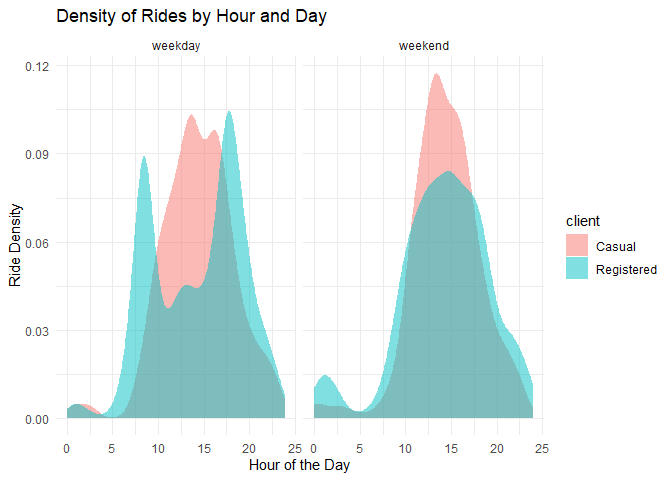 Density of Rides by Hour and Day
weekday
weekend
0.12
0.09
0.06
0.03
0.00
Ride Density
0 5 10 15 20 25
0 5 10 15 20 25
Hour of the Day
client
Casual
Registered